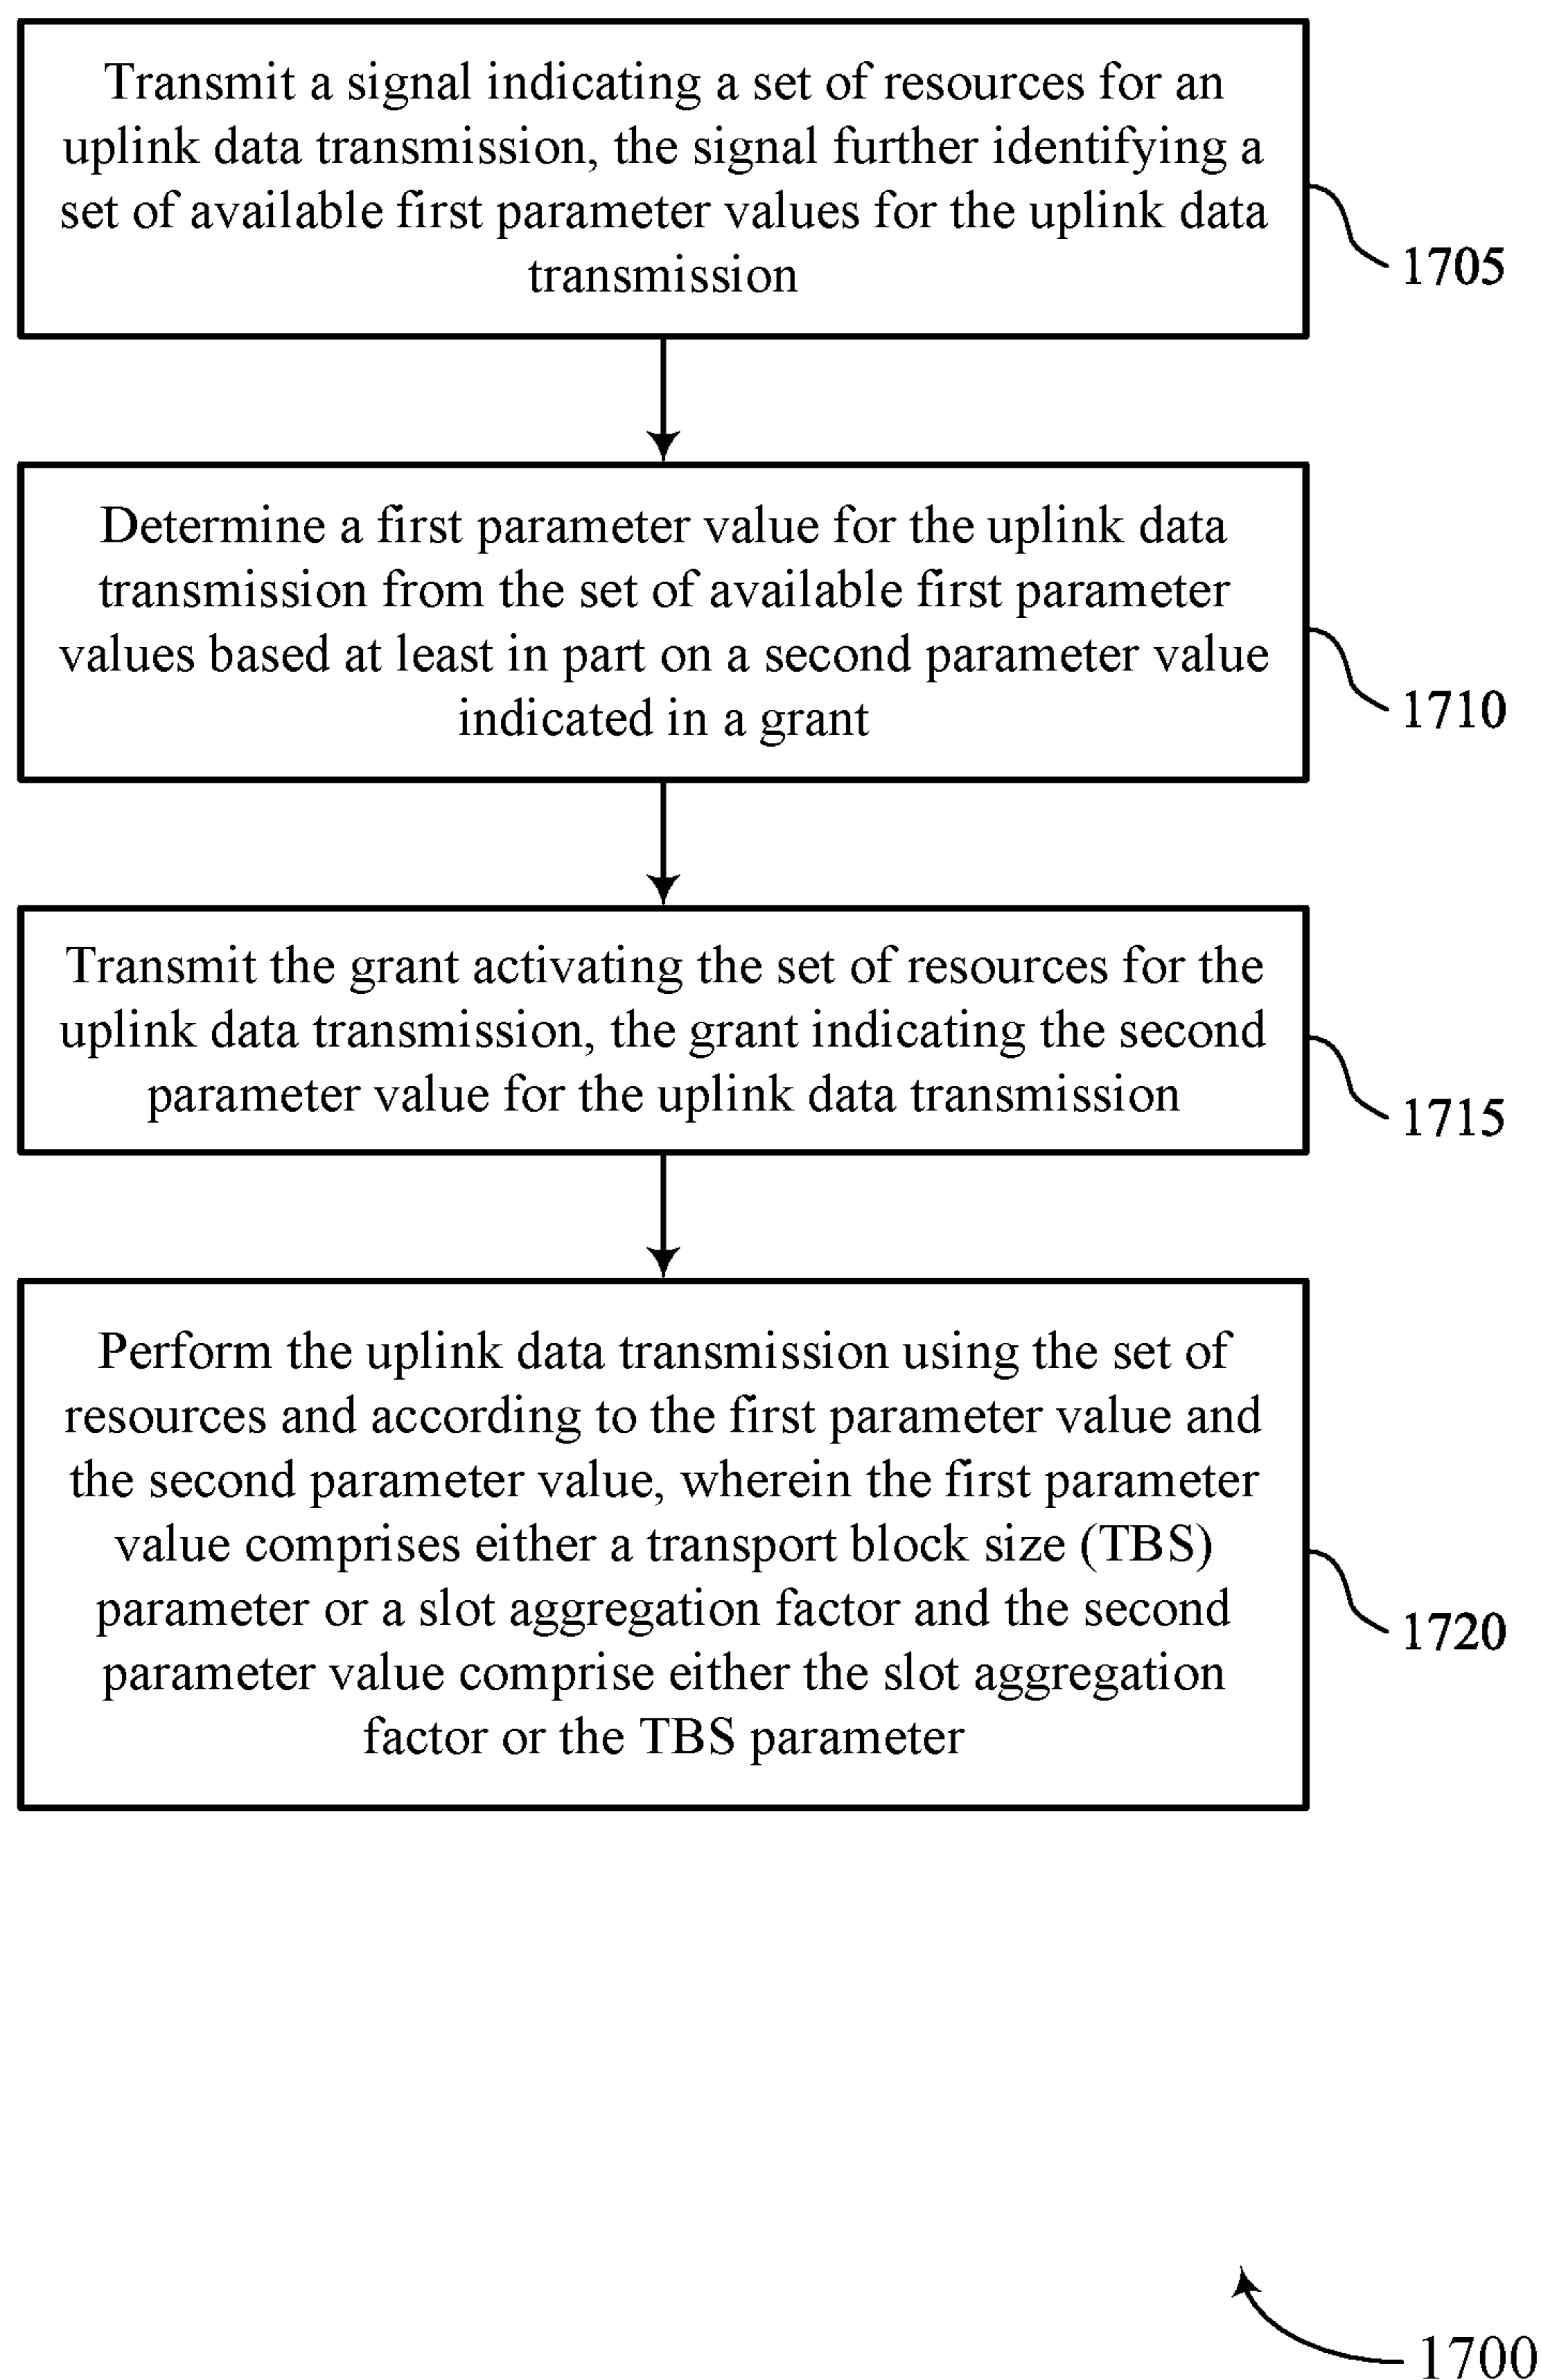 Transmit a signal indicating a set of resources for an
uplink data transmission, the signal further identifying a
set of available first parameter values for the uplink data
transmission
1705
Determine a first parameter value for the uplink data
transmission from the set of available first parameter
values based at least in part on a second parameter value
indicated in a grant
1710
Transmit the grant activating the set of resources for the
uplink data transmission, the grant indicating the second
parameter value for the uplink data transmission
1715
Perform the uplink data transmission using the set of
resources and according to the first parameter value and
the second parameter value, wherein the first parameter
value comprises either a transport block size (TBS)
parameter or a slot aggregation factor and the second
parameter value comprise either the slot aggregation
factor or the TBS parameter
1720
1700